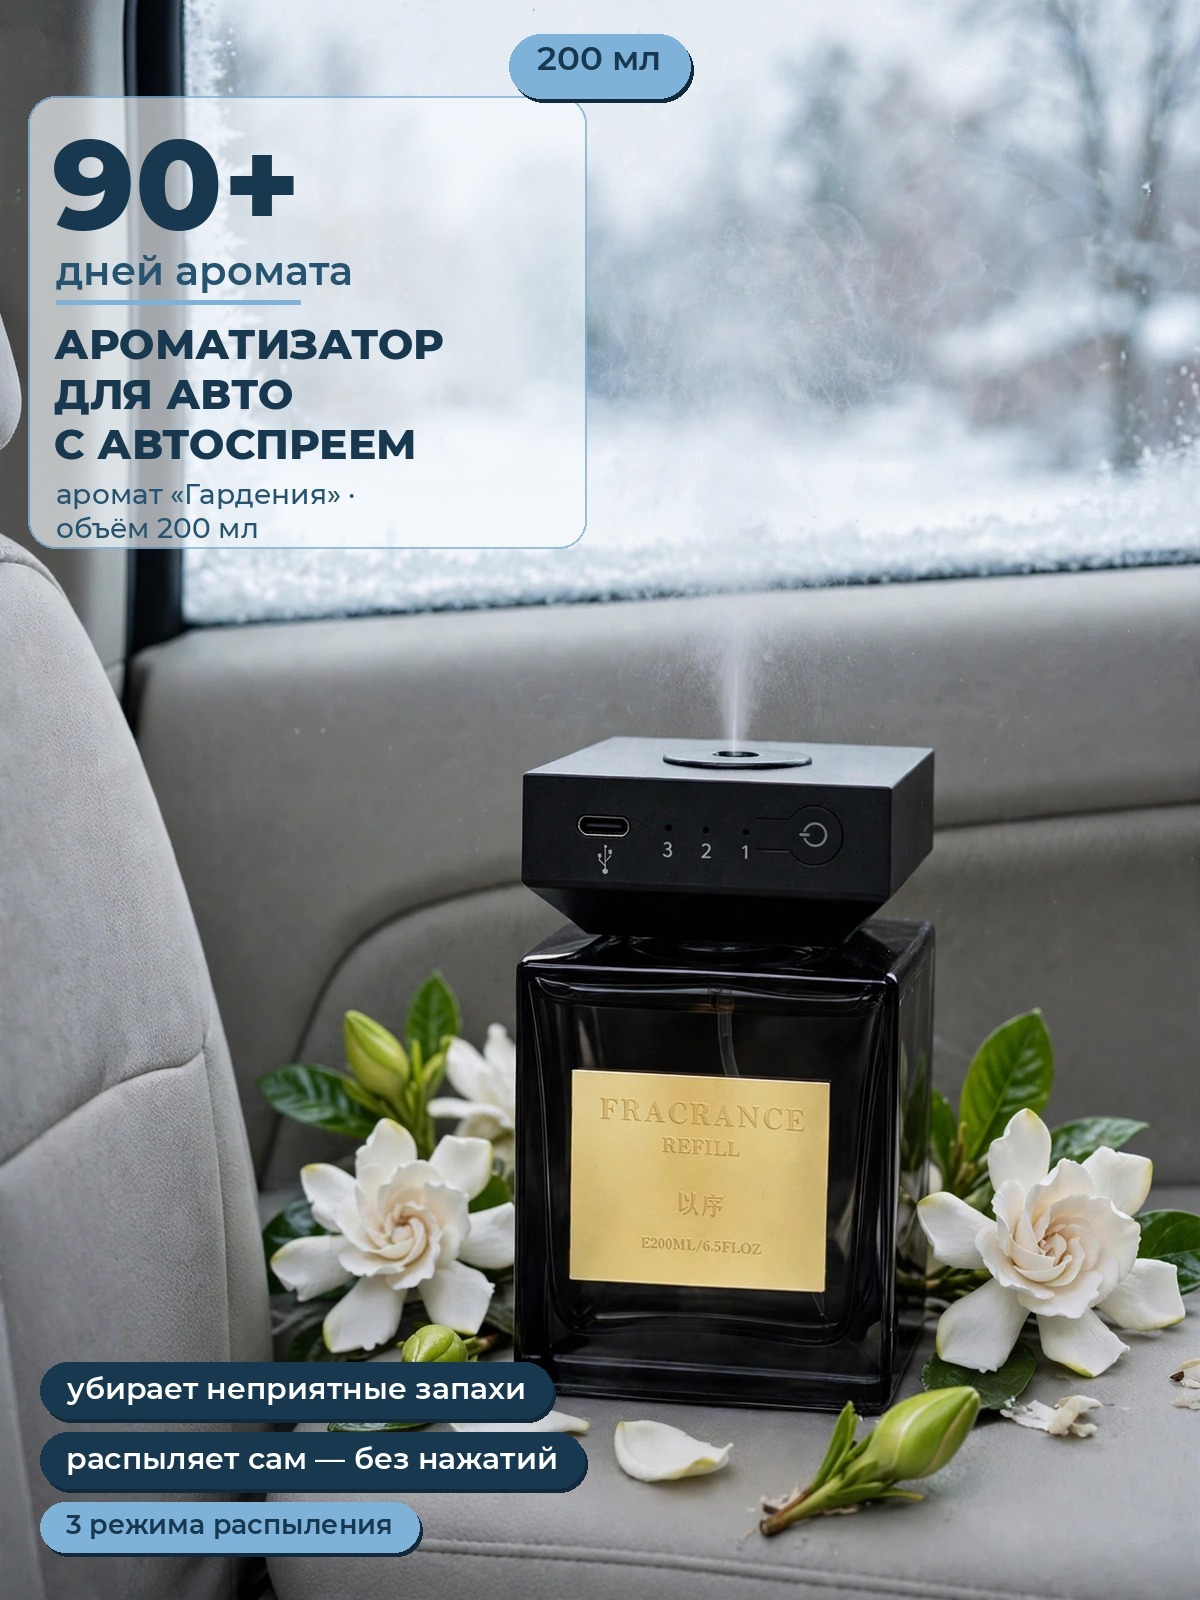 200 мл
90+
дней аромата
АРОМАТИЗАТОР
ДЛЯ АВТО
С АВТОСПРЕЕМ
аромат «Гардения» ·
объём 200 мл
3 2 1
FRACRANCE
REFILL
以序
E200ML/6.5FLOZ
убирает неприятные запахи
распыляет сам — без нажатий
3 режима распыления